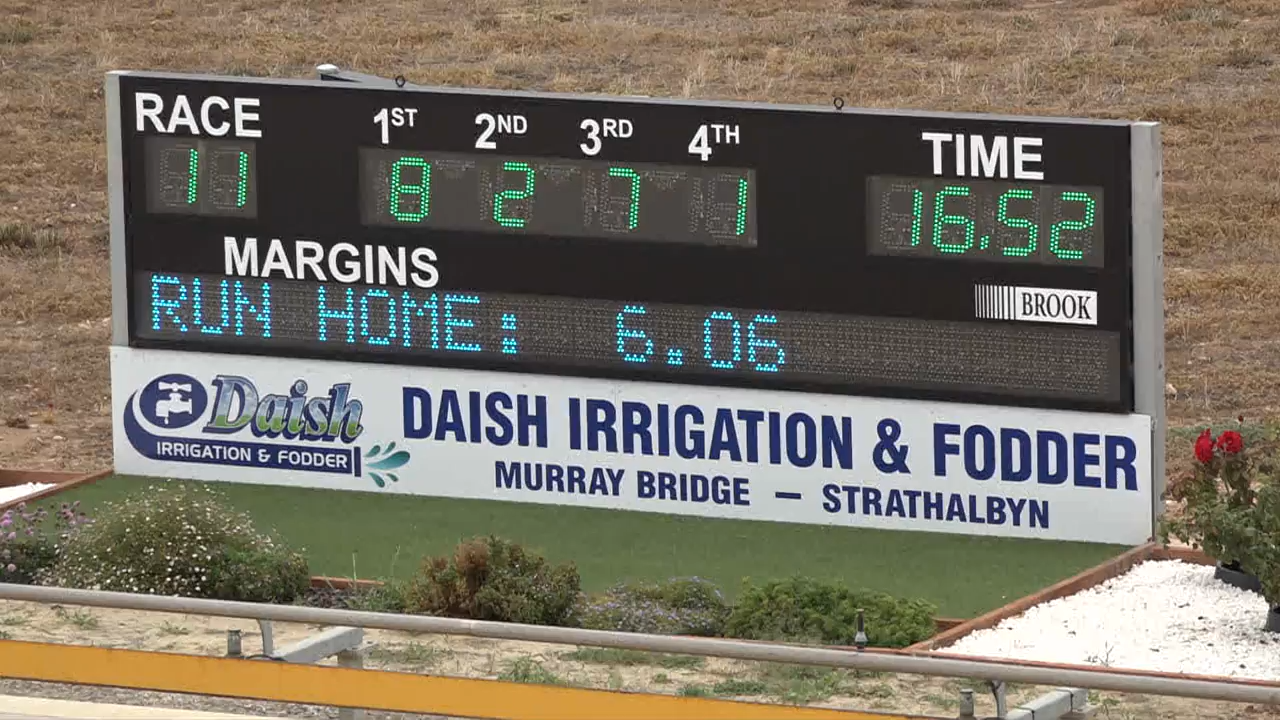 RACE 1ST 2ND 3RD 4TH TIME
11 8 2 7 1 16.52
MARGINS
BROOK
RUN HOME: 6.06
Daish
IRRIGATION & FODDER
DAISH IRRIGATION & FODDER
MURRAY BRIDGE — STRATHALBYN